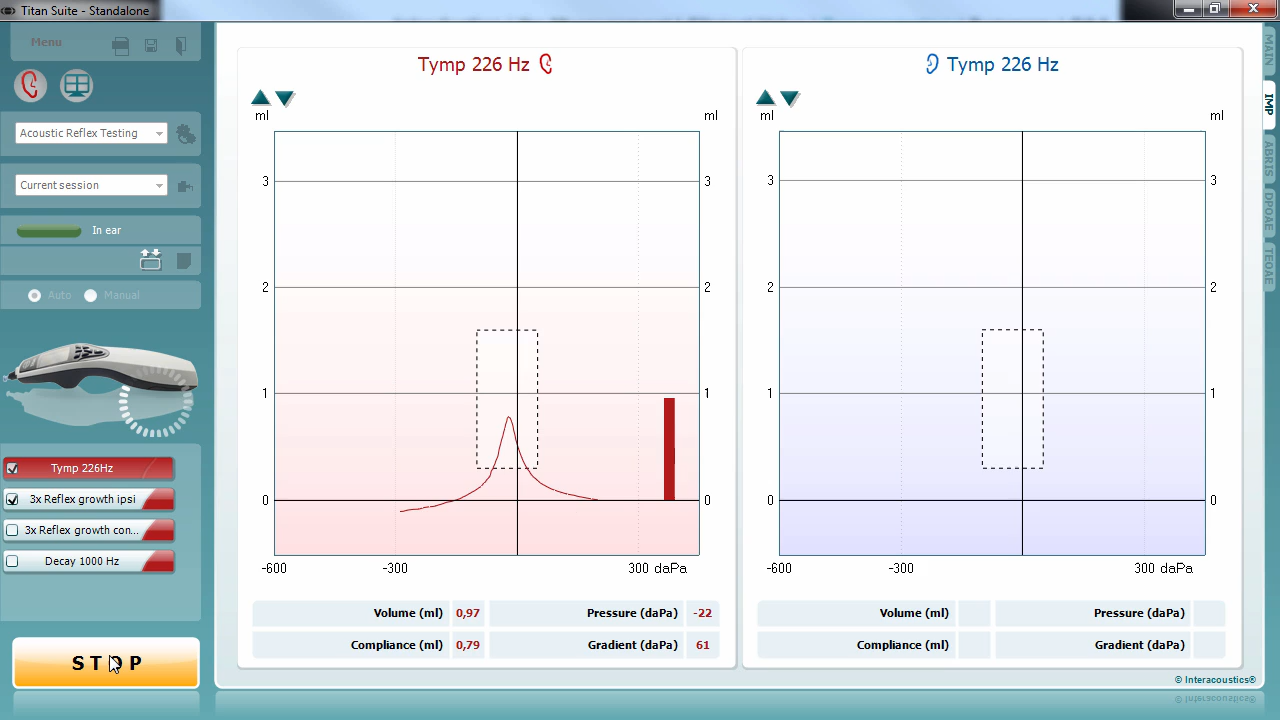 Titan Suite - Standalone
Menu
Acoustic Reflex Testing
Current session
In ear
Auto Manual
Tymp 226Hz
3x Reflex growth ipsi
3x Reflex growth con...
Decay 1000 Hz
STOP
Tymp 226 Hz
ml ml
3 3
2 2
1 1
0 0
-600 -300 300 daPa
Volume (ml) 0,97 Pressure (daPa) -22
Compliance (ml) 0,79 Gradient (daPa) 61
Tymp 226 Hz
ml ml
3 3
2 2
1 1
0 0
-600 -300 300 daPa
Volume (ml) Pressure (daPa)
Compliance (ml) Gradient (daPa)
© Interacoustics®
MAIN
IMP
ABRIS
DPOAE
TEOAE